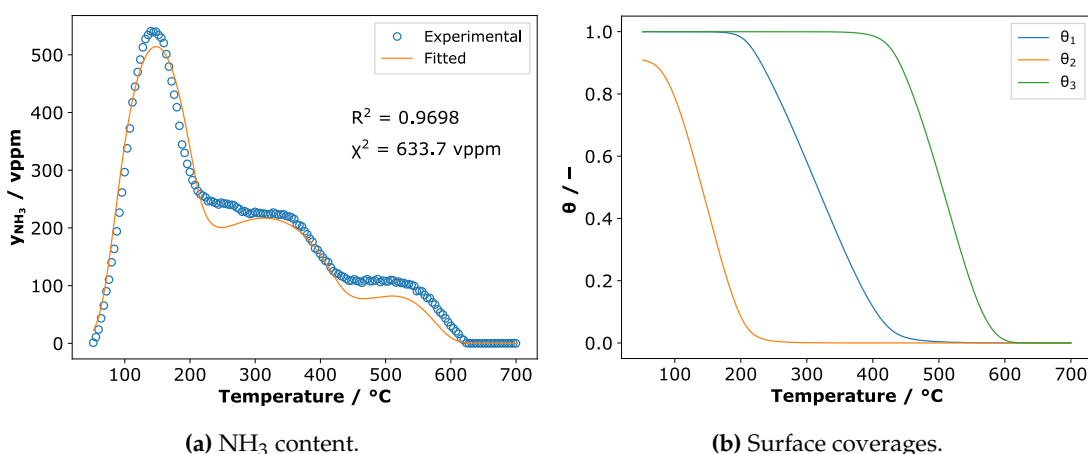 Experimental
Fitted
R² = 0.9698
χ² = 633.7 vppm
y_NH₃ / vppm
500
400
300
200
100
0
100 200 300 400 500 600 700
Temperature / °C
(a) NH₃ content.
θ₁
θ₂
θ₃
θ / −
1.0
0.8
0.6
0.4
0.2
0.0
100 200 300 400 500 600 700
Temperature / °C
(b) Surface coverages.